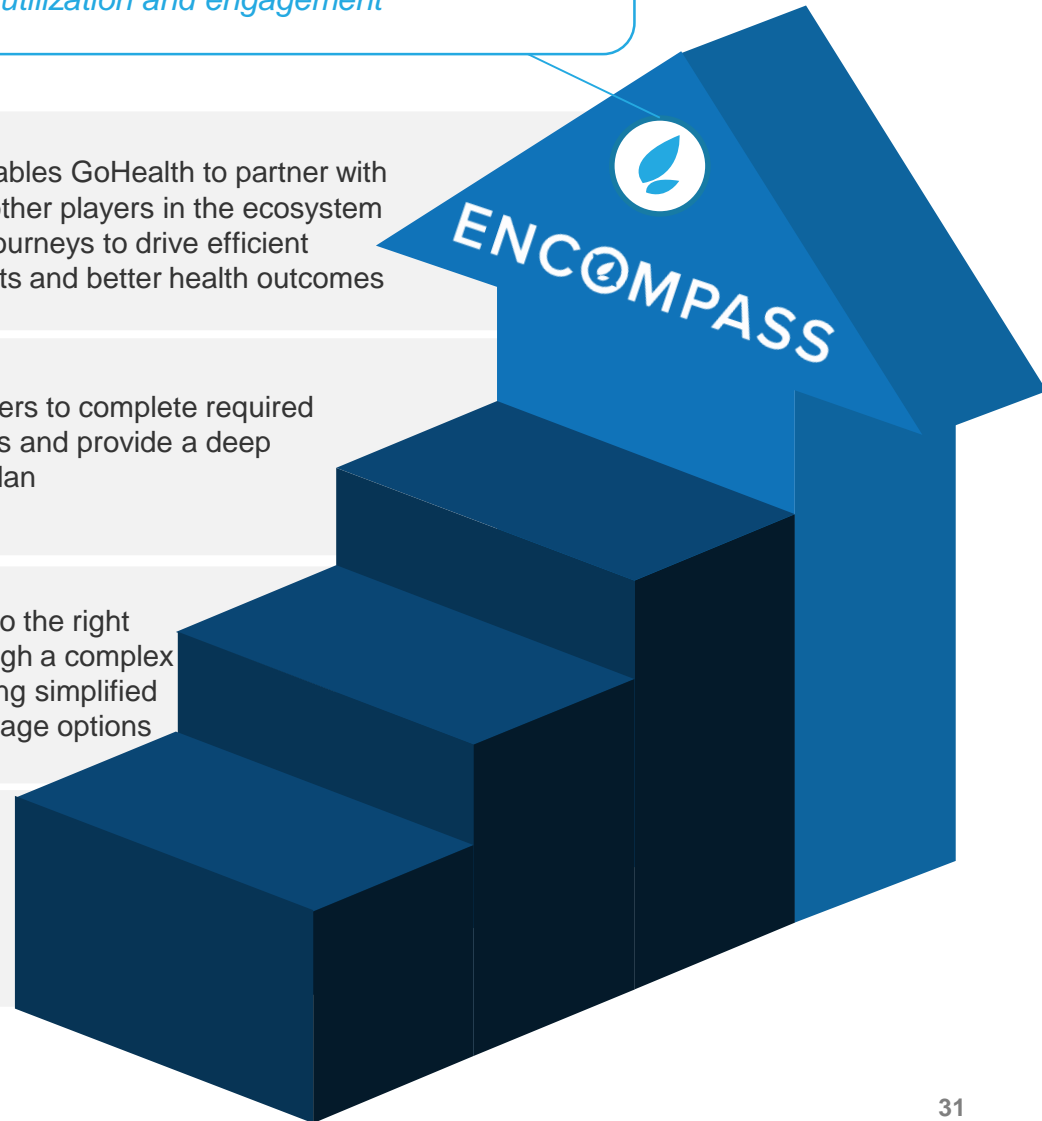 utilization and engagement
ables GoHealth to partner with
other players in the ecosystem
ourneys to drive efficient
ts and better health outcomes
ENCOMPASS
ers to complete required
s and provide a deep
lan
o the right
gh a complex
ng simplified
age options
31